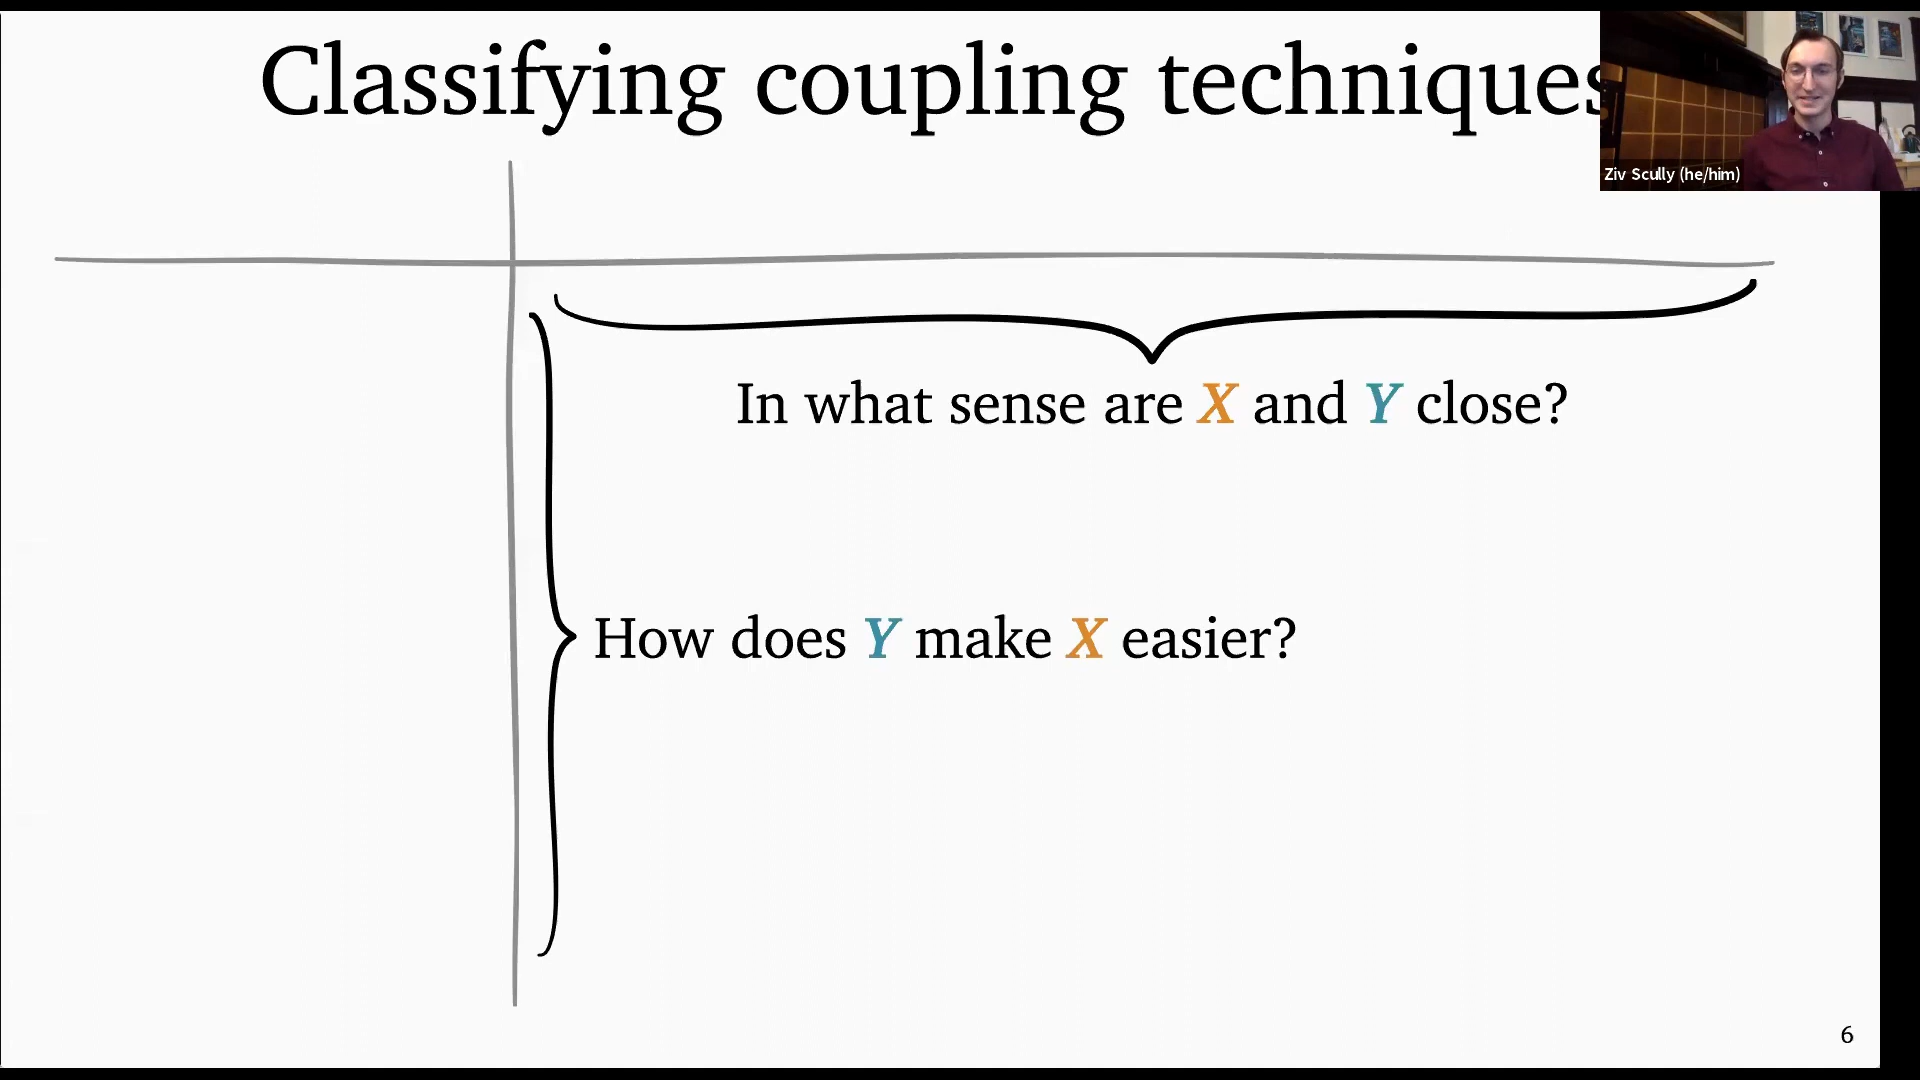 Classifying coupling techniques
Ziv Scully (he/him)
In what sense are X and Y close?
How does Y make X easier?
6